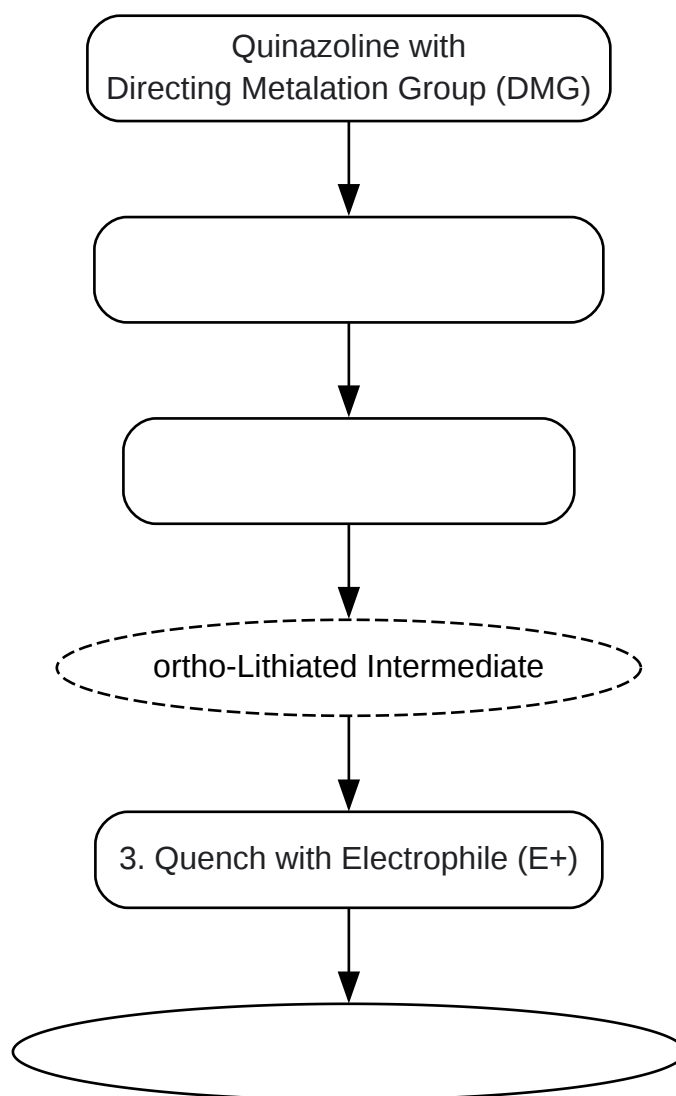 Quinazoline with
Directing Metalation Group (DMG)
ortho-Lithiated Intermediate
3. Quench with Electrophile (E+)